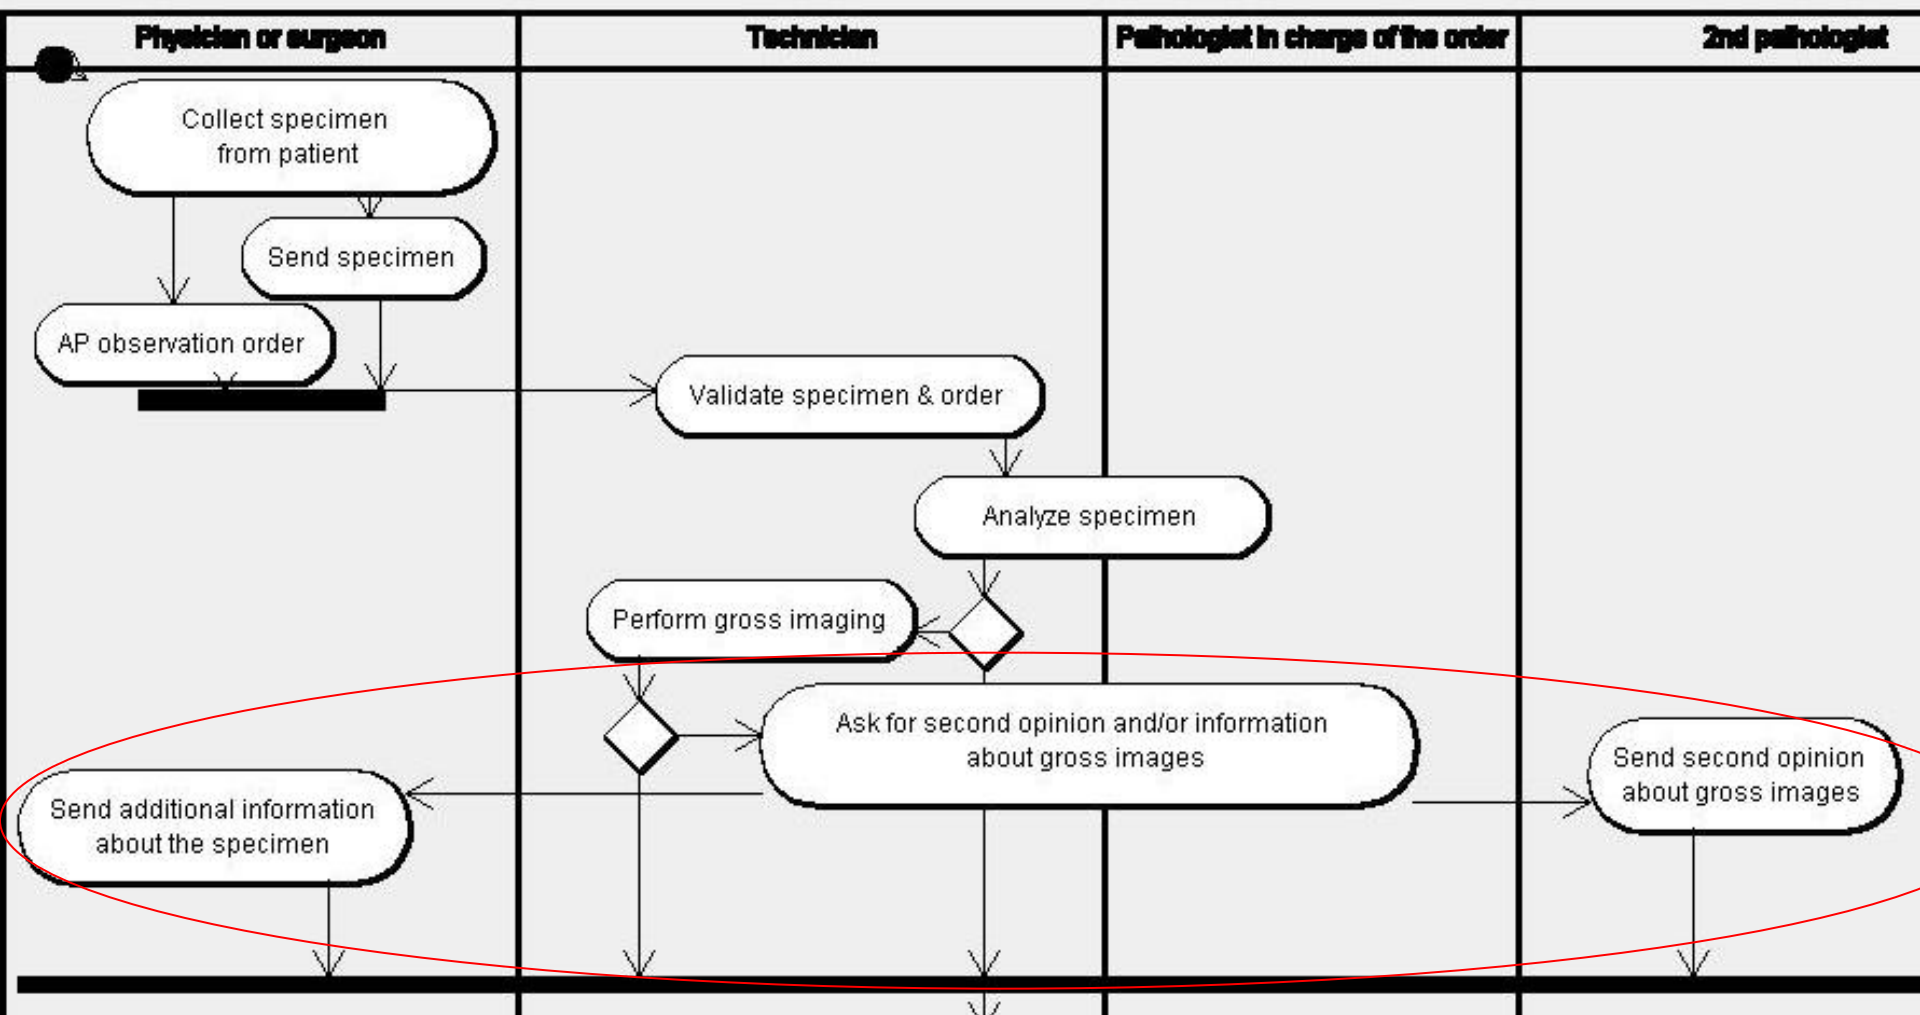 Physician or surgeon
Technician
Pathologist in charge of the order
2nd pathologist
Collect specimen
from patient
Send specimen
AP observation order
Validate specimen & order
Analyze specimen
Perform gross imaging
Ask for second opinion and/or information
about gross images
Send second opinion
about gross images
Send additional information
about the specimen